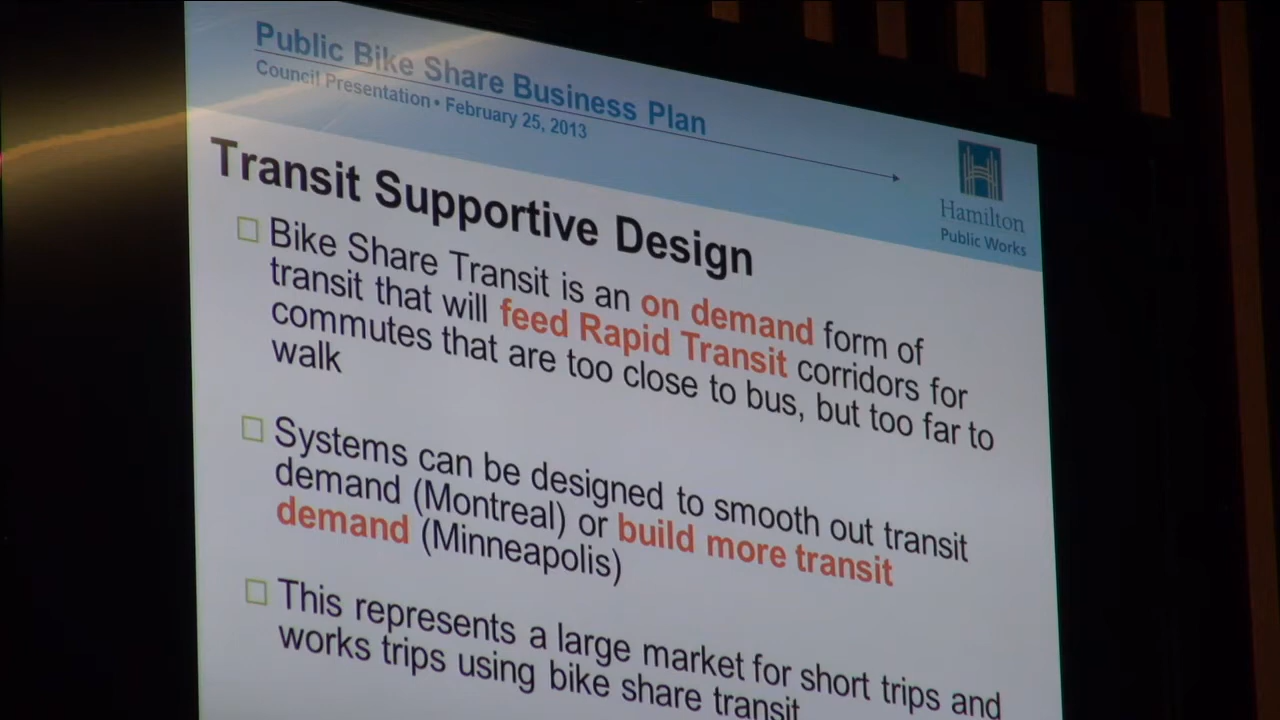 Public Bike Share Business Plan
Council Presentation • February 25, 2013
Hamilton
Public Works
Transit Supportive Design
Bike Share Transit is an on demand form of
transit that will feed Rapid Transit corridors for
commutes that are too close to bus, but too far to
walk
Systems can be designed to smooth out transit
demand (Montreal) or build more transit
demand (Minneapolis)
This represents a large market for short trips and
works trips using bike share transit